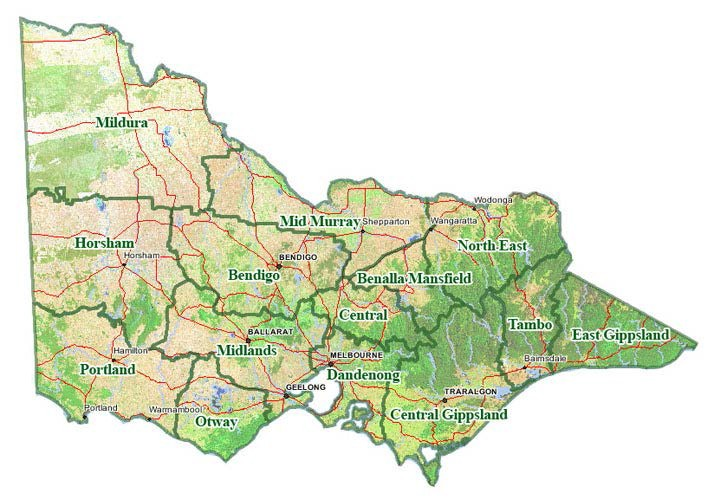 Mildura
Wodonga
Mid Murray
Shepparton
Wangaratta
Horsham
North East
Horsham
BENDIGO
Bendigo
Benalla Mansfield
Central
Tambo
BALLARAT
East Gippsland
Midlands
Hamilton
MELBOURNE
Bairnsdale
Portland
Dandenong
GEELONG
TRARALGON
Portland
Warrnambool
Central Gippsland
Otway